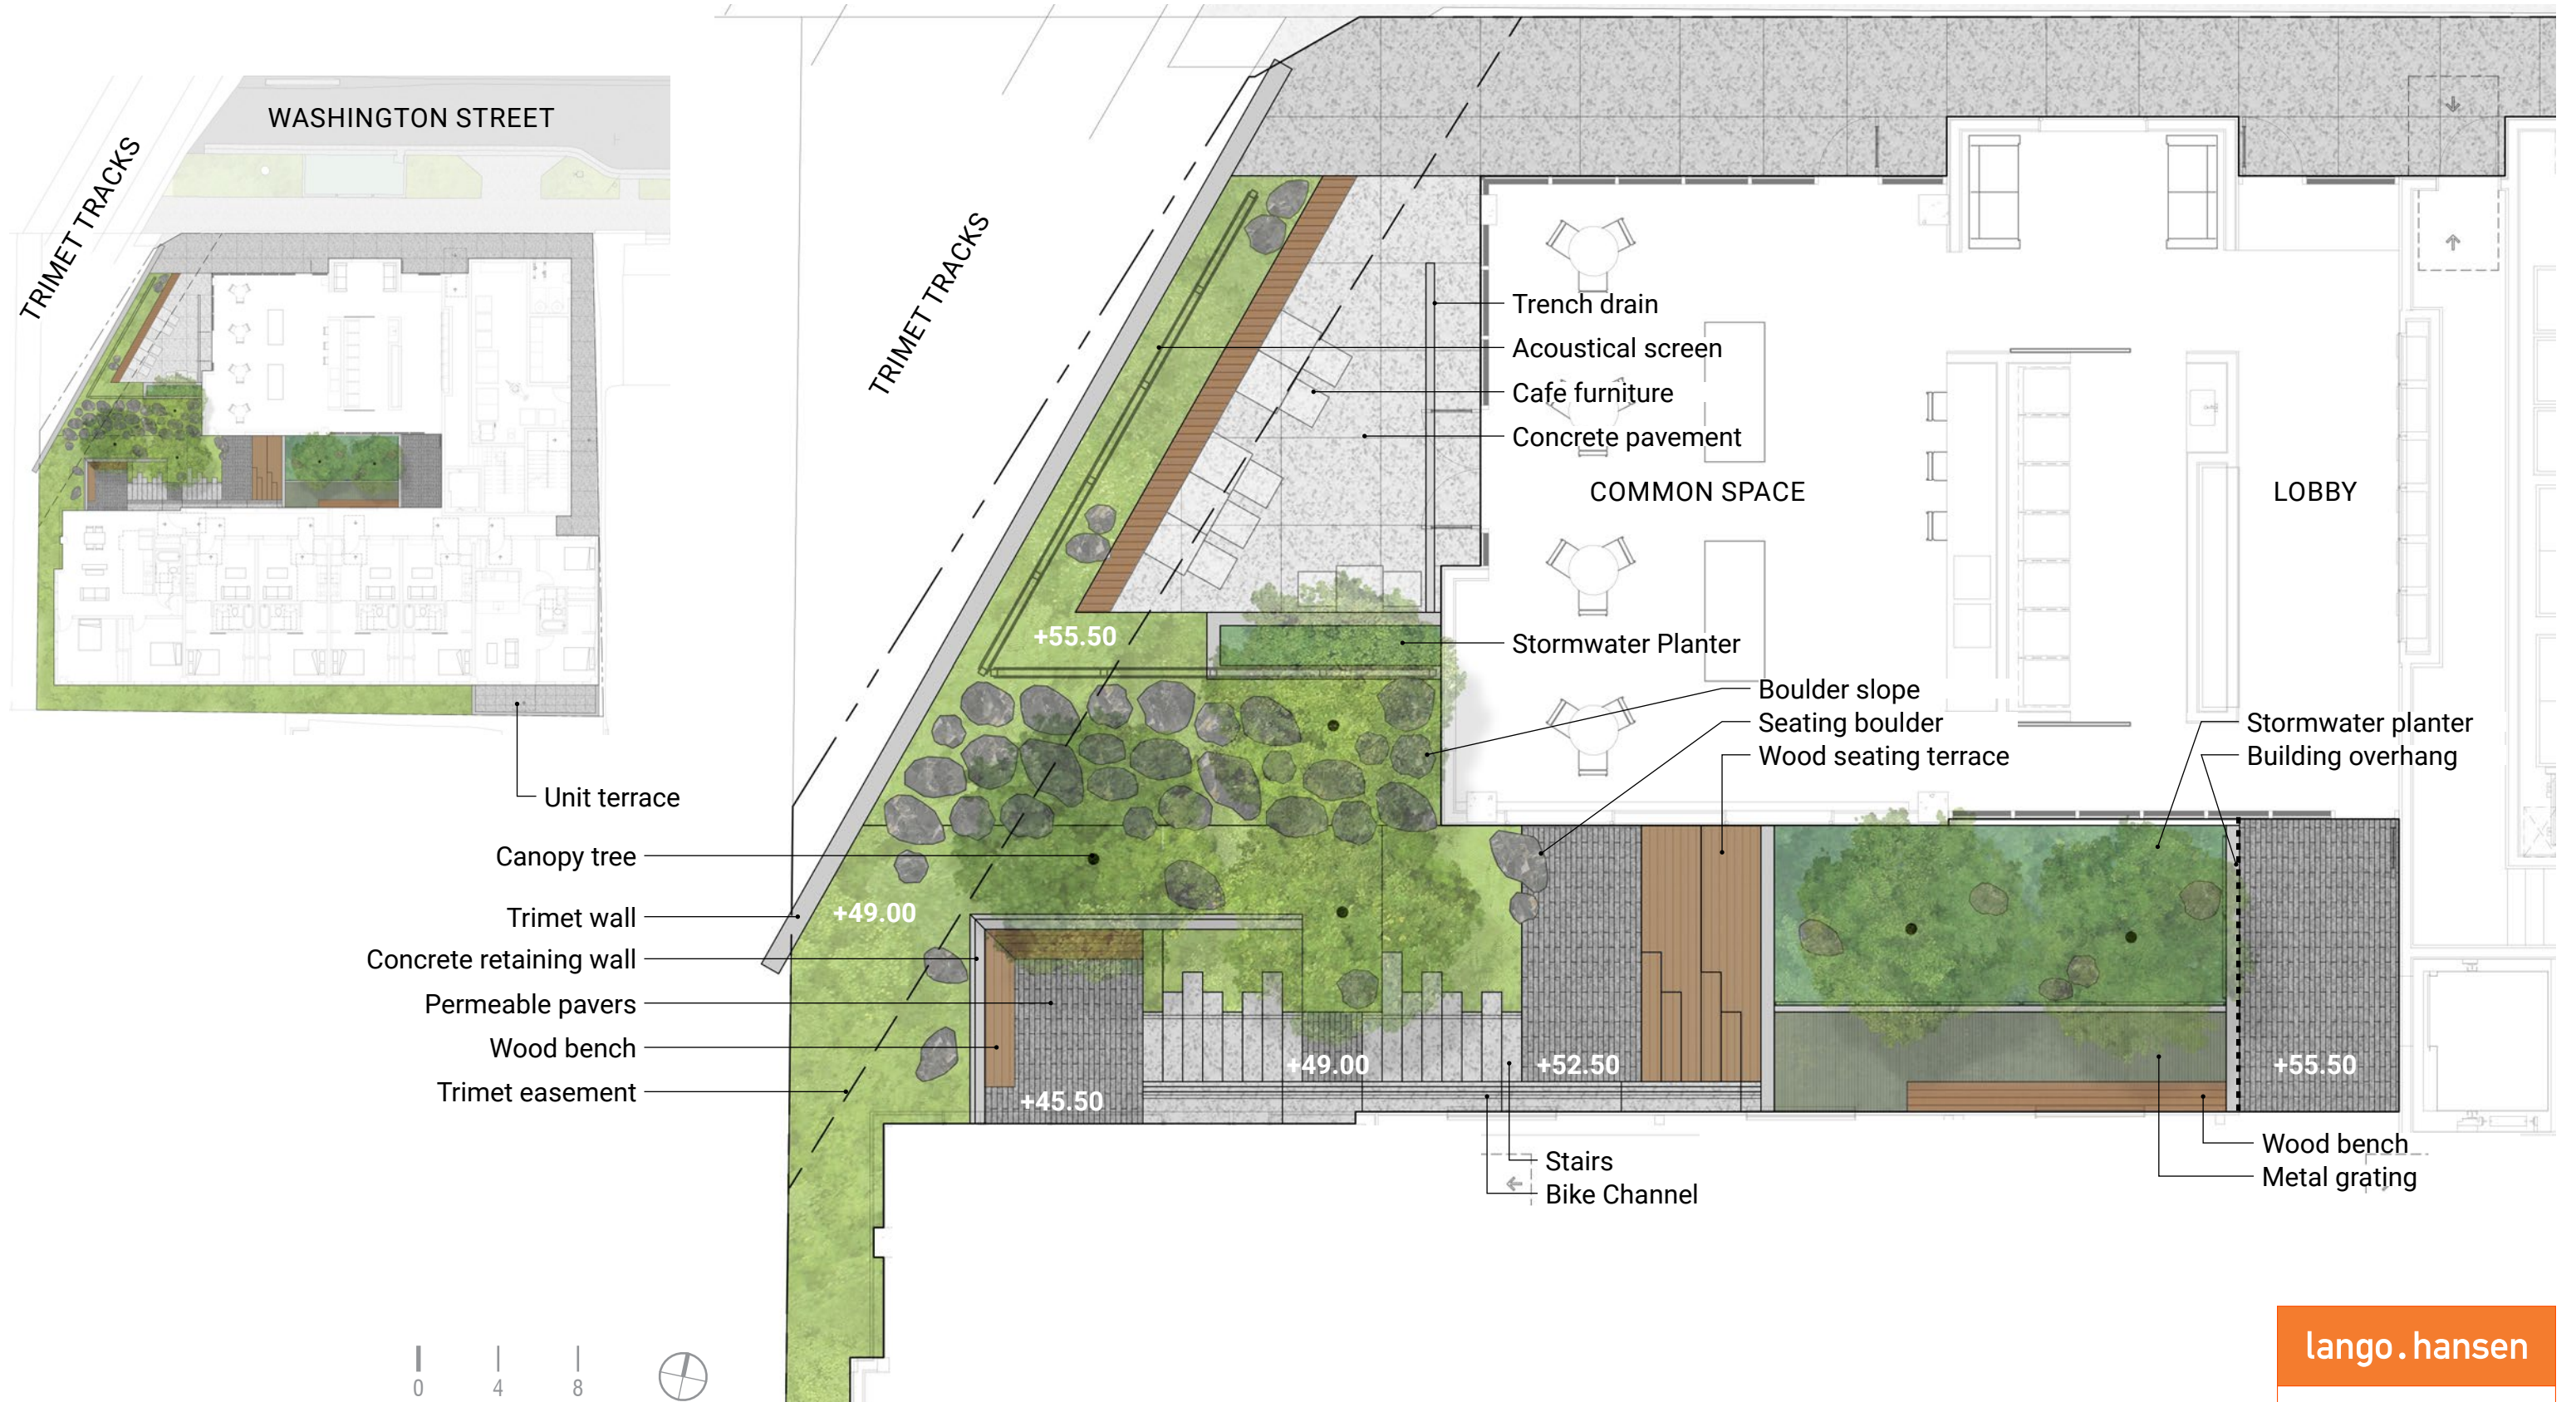 WASHINGTON STREET
TRIMET TRACKS
TRIMET TRACKS
Trench drain
Acoustical screen
Cafe furniture
Concrete pavement
COMMON SPACE
LOBBY
+55.50
Stormwater Planter
Boulder slope
Seating boulder
Wood seating terrace
Stormwater planter
Building overhang
Unit terrace
Canopy tree
Trimet wall
+49.00
Concrete retaining wall
Permeable pavers
Wood bench
Trimet easement
+45.50
+49.00
+52.50
+55.50
Wood bench
Metal grating
Stairs
Bike Channel
0 4 8
lango.hansen